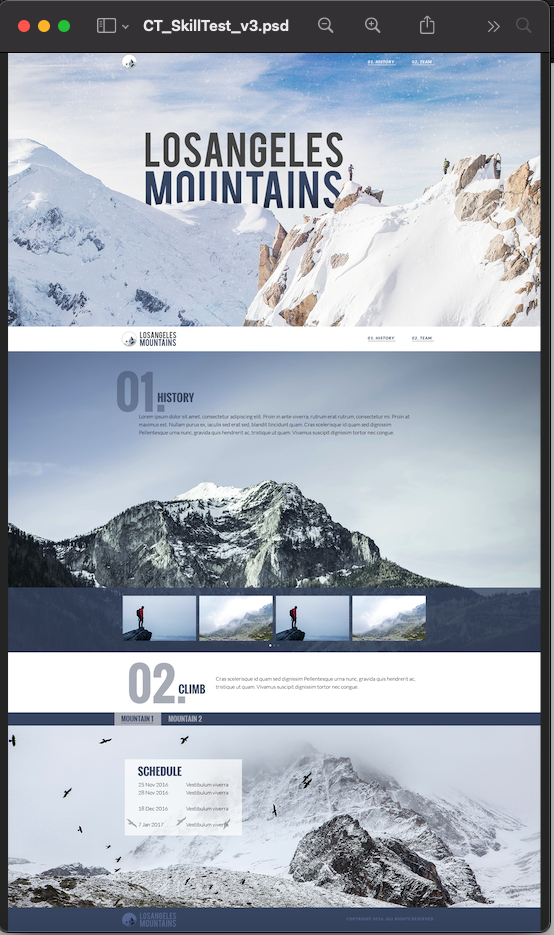 CT_SkillTest_v3.psd
01. HISTORY
02. TEAM
LOSANGELES
MOUNTAINS
LOSANGELES
MOUNTAINS
01. HISTORY
02. TEAM
01. HISTORY
Lorem ipsum dolor sit amet, consectetur adipiscing elit. Proin in ante viverra, rutrum erat rutrum, consectetur mi. Proin at
maximus est. Nullam purus ex, iaculis sed erat sed, blandit tincidunt quam. Cras scelerisque id quam sed dignissim
Pellentesque urna nunc, gravida quis hendrerit ac, tristique ut quam. Vivamus suscipit dignissim tortor nec congue.
02. CLIMB
Cras scelerisque id quam sed dignissim Pellentesque urna nunc, gravida quis hendrerit ac,
tristique ut quam. Vivamus suscipit dignissim tortor nec congue.
MOUNTAIN 1
MOUNTAIN 2
SCHEDULE
25 Nov 2016 Vestibulum viverra
28 Nov 2016 Vestibulum viverra
18 Dec 2016 Vestibulum viverra
7 Jan 2017 Vestibulum viverra
LOSANGELES
MOUNTAINS
COPYRIGHT 2016. ALL RIGHTS RESERVED